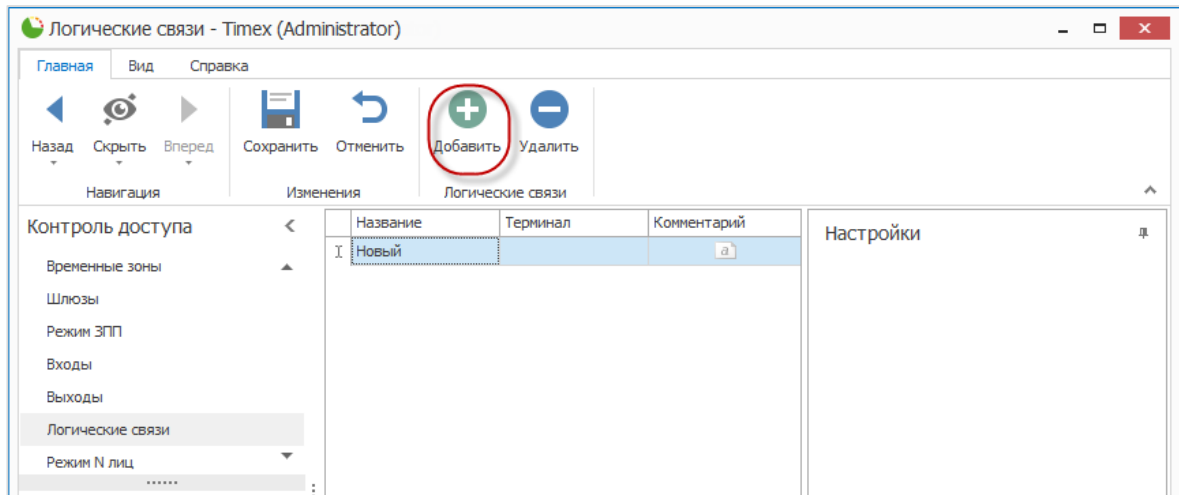 Логические связи - Timex (Administrator)
Главная Вид Справка
Назад Скрыть Вперед Сохранить Отменить Добавить Удалить
Навигация Изменения Логические связи
Контроль доступа
Название Терминал Комментарий
Настройки
Новый a
Временные зоны
Шлюзы
Режим ЗПП
Входы
Выходы
Логические связи
Режим N лиц